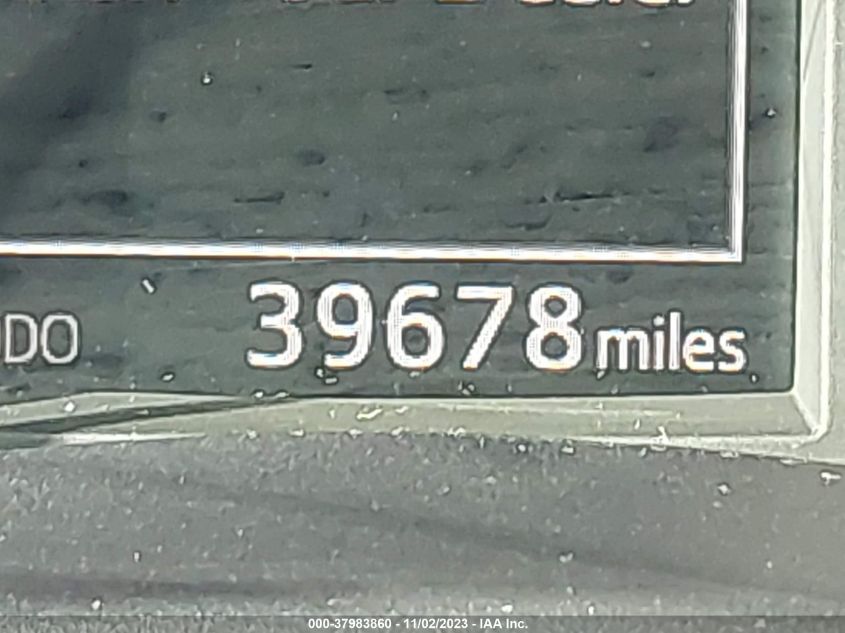 DO 39678 miles
000-37983860 - 11/02/2023 - IAA Inc.